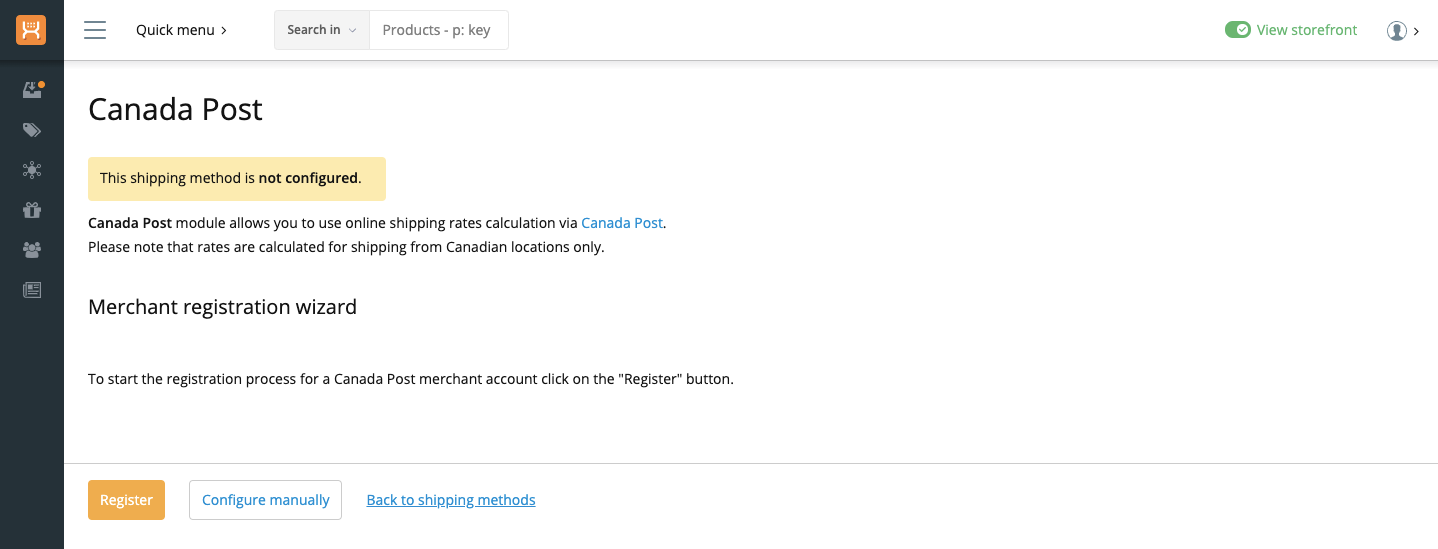 Quick menu
Search in
Products - p: key
View storefront
Canada Post
This shipping method is not configured.
Canada Post module allows you to use online shipping rates calculation via Canada Post.
Please note that rates are calculated for shipping from Canadian locations only.
Merchant registration wizard
To start the registration process for a Canada Post merchant account click on the "Register" button.
Register
Configure manually
Back to shipping methods